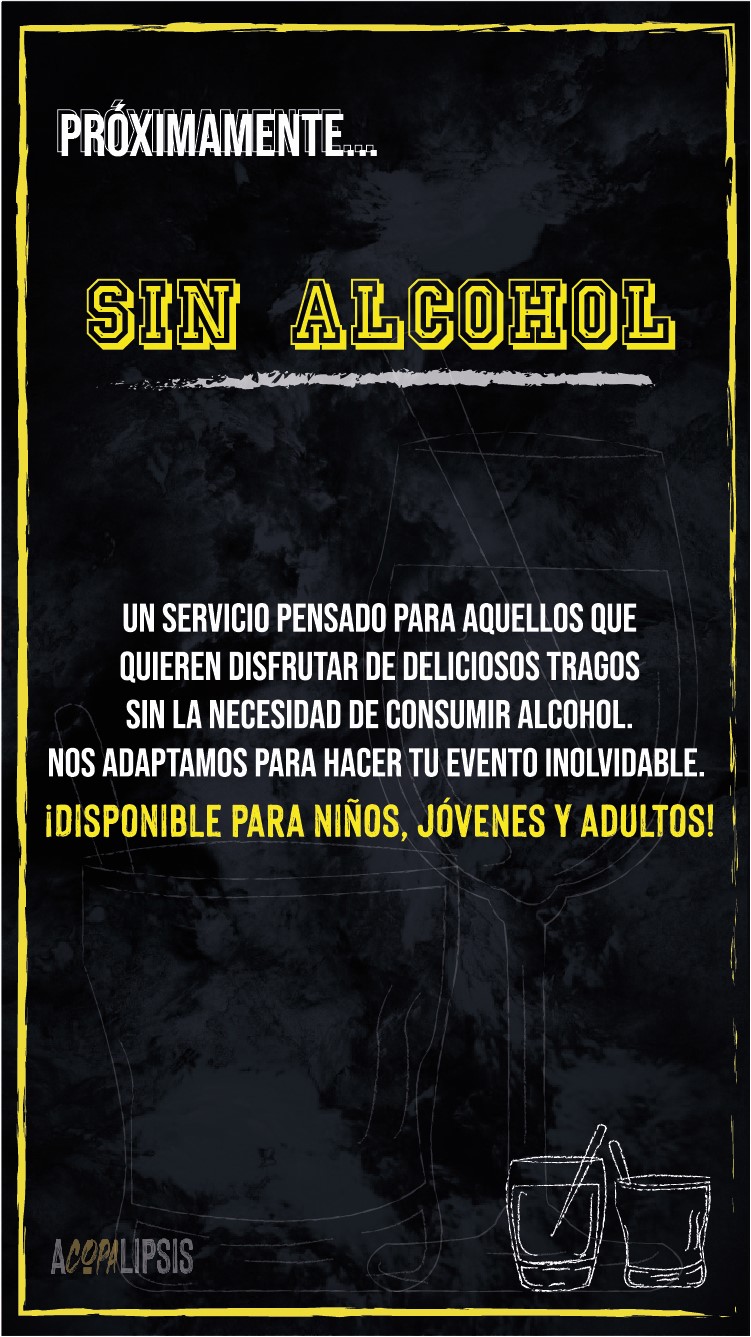 PRÓXIMAMENTE...
SIN ALCOHOL
UN SERVICIO PENSADO PARA AQUELLOS QUE
QUIEREN DISFRUTAR DE DELICIOSOS TRAGOS
SIN LA NECESIDAD DE CONSUMIR ALCOHOL.
NOS ADAPTAMOS PARA HACER TU EVENTO INOLVIDABLE.
¡DISPONIBLE PARA NIÑOS, JÓVENES Y ADULTOS!
ACOPALIPSIS